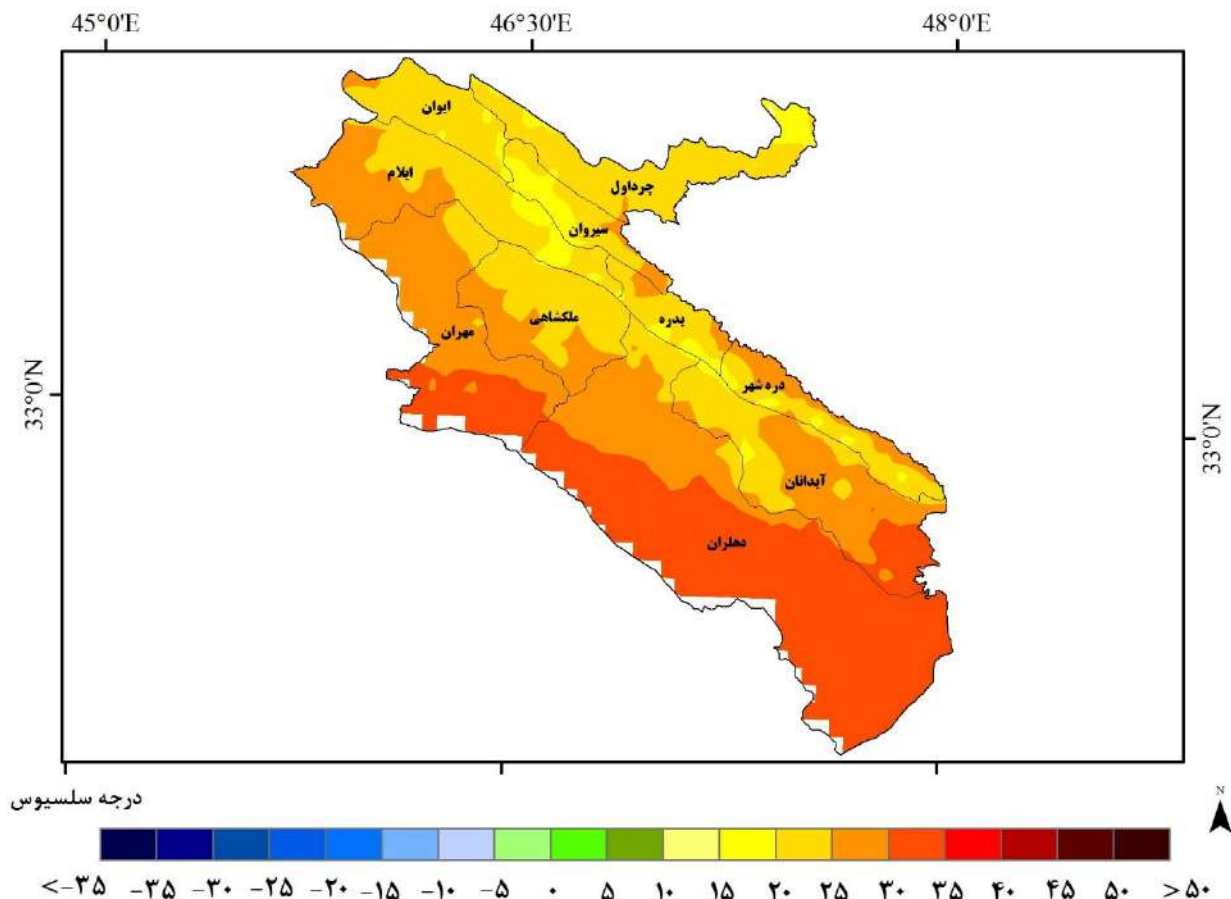 45°0'E 46°30'E 48°0'E
ایوان
ایلام
چرداول
سیروان
ملکشاهی
بدره
مهران
دره شهر
33°0'N
33°0'N
آبدانان
دهلران
درجه سلسیوس
N
<-۳۵ -۳۵ -۳۰ -۲۵ -۲۰ -۱۵ -۱۰ -۵ ۰ ۵ ۱۰ ۱۵ ۲۰ ۲۵ ۳۰ ۳۵ ۴۰ ۴۵ ۵۰ >۵۰